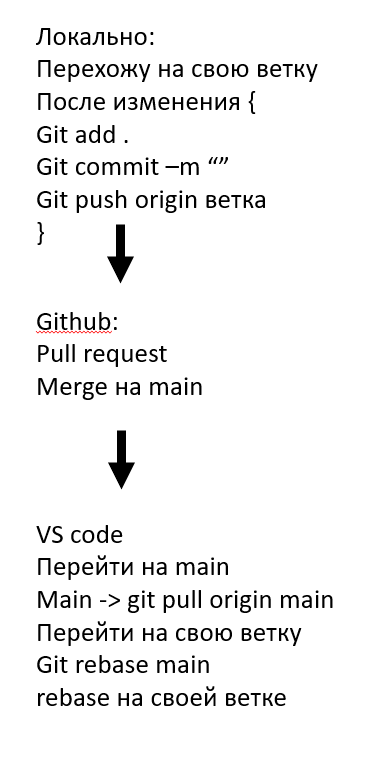 Локально:
Перехожу на свою ветку
После изменения {
Git add .
Git commit –m “”
Git push origin ветка
}
Github:
Pull request
Merge на main
VS code
Перейти на main
Main -> git pull origin main
Перейти на свою ветку
Git rebase main
rebase на своей ветке